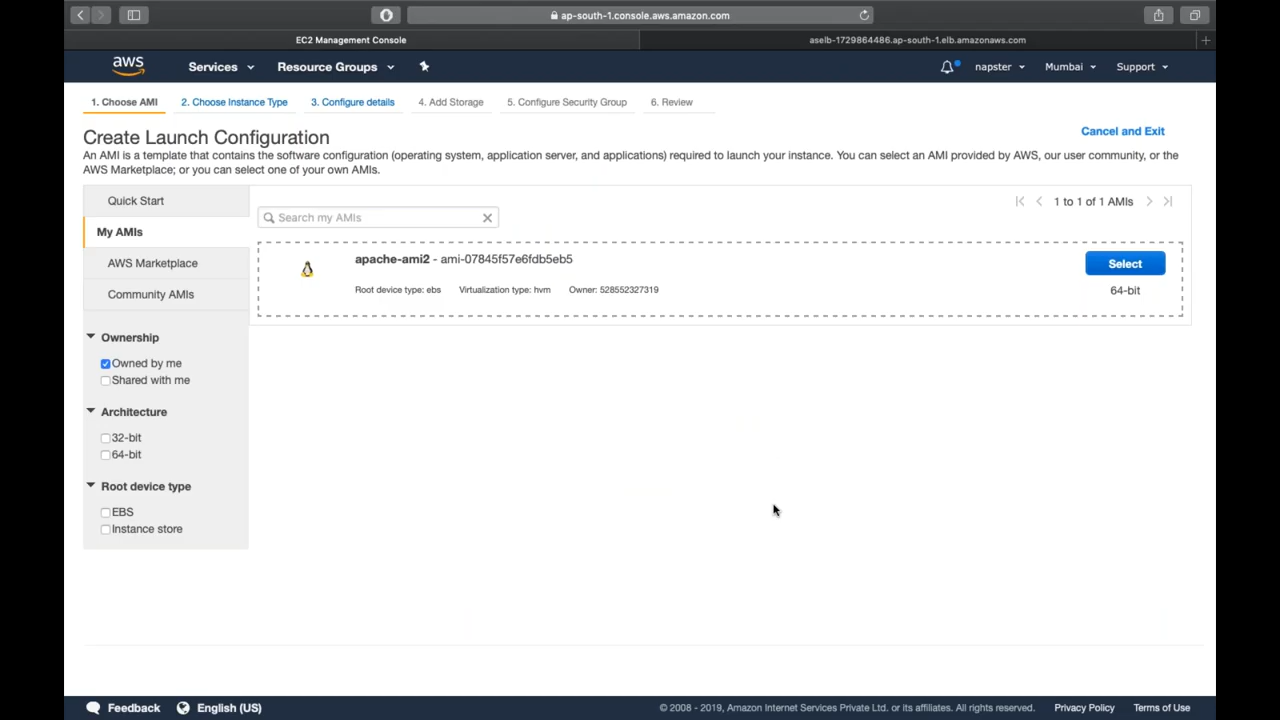 ap-south-1.console.aws.amazon.com
EC2 Management Console
aselb-1729864486.ap-south-1.elb.amazonaws.com
aws
Services
Resource Groups
napster
Mumbai
Support
1. Choose AMI
2. Choose Instance Type
3. Configure details
4. Add Storage
5. Configure Security Group
6. Review
Cancel and Exit
Create Launch Configuration
An AMI is a template that contains the software configuration (operating system, application server, and applications) required to launch your instance. You can select an AMI provided by AWS, our user community, or the
AWS Marketplace; or you can select one of your own AMIs.
Quick Start
My AMIs
AWS Marketplace
Community AMIs
Ownership
Owned by me
Shared with me
Architecture
32-bit
64-bit
Root device type
EBS
Instance store
Search my AMIs
1 to 1 of 1 AMIs
apache-ami2 - ami-07845f57e6fdb5eb5
Root device type: ebs Virtualization type: hvm Owner: 528552327319
Select
64-bit
Feedback
English (US)
© 2008 - 2019, Amazon Internet Services Private Ltd. or its affiliates. All rights reserved.
Privacy Policy
Terms of Use